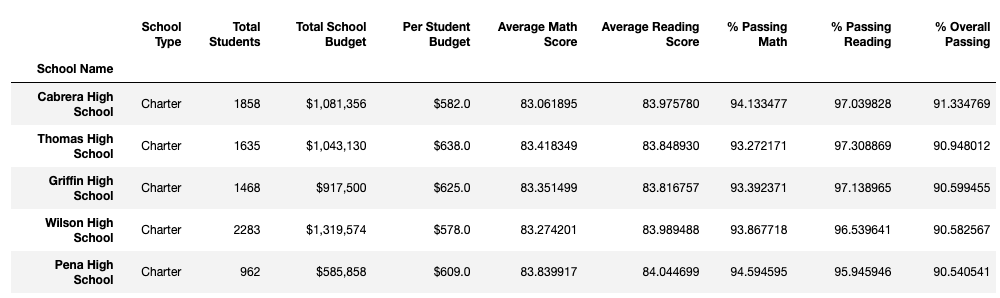 School Type Total Students Total School Budget Per Student Budget Average Math Score Average Reading Score % Passing Math % Passing Reading % Overall Passing
School Name
Cabrera High School Charter 1858 $1,081,356 $582.0 83.061895 83.975780 94.133477 97.039828 91.334769
Thomas High School Charter 1635 $1,043,130 $638.0 83.418349 83.848930 93.272171 97.308869 90.948012
Griffin High School Charter 1468 $917,500 $625.0 83.351499 83.816757 93.392371 97.138965 90.599455
Wilson High School Charter 2283 $1,319,574 $578.0 83.274201 83.989488 93.867718 96.539641 90.582567
Pena High School Charter 962 $585,858 $609.0 83.839917 84.044699 94.594595 95.945946 90.540541